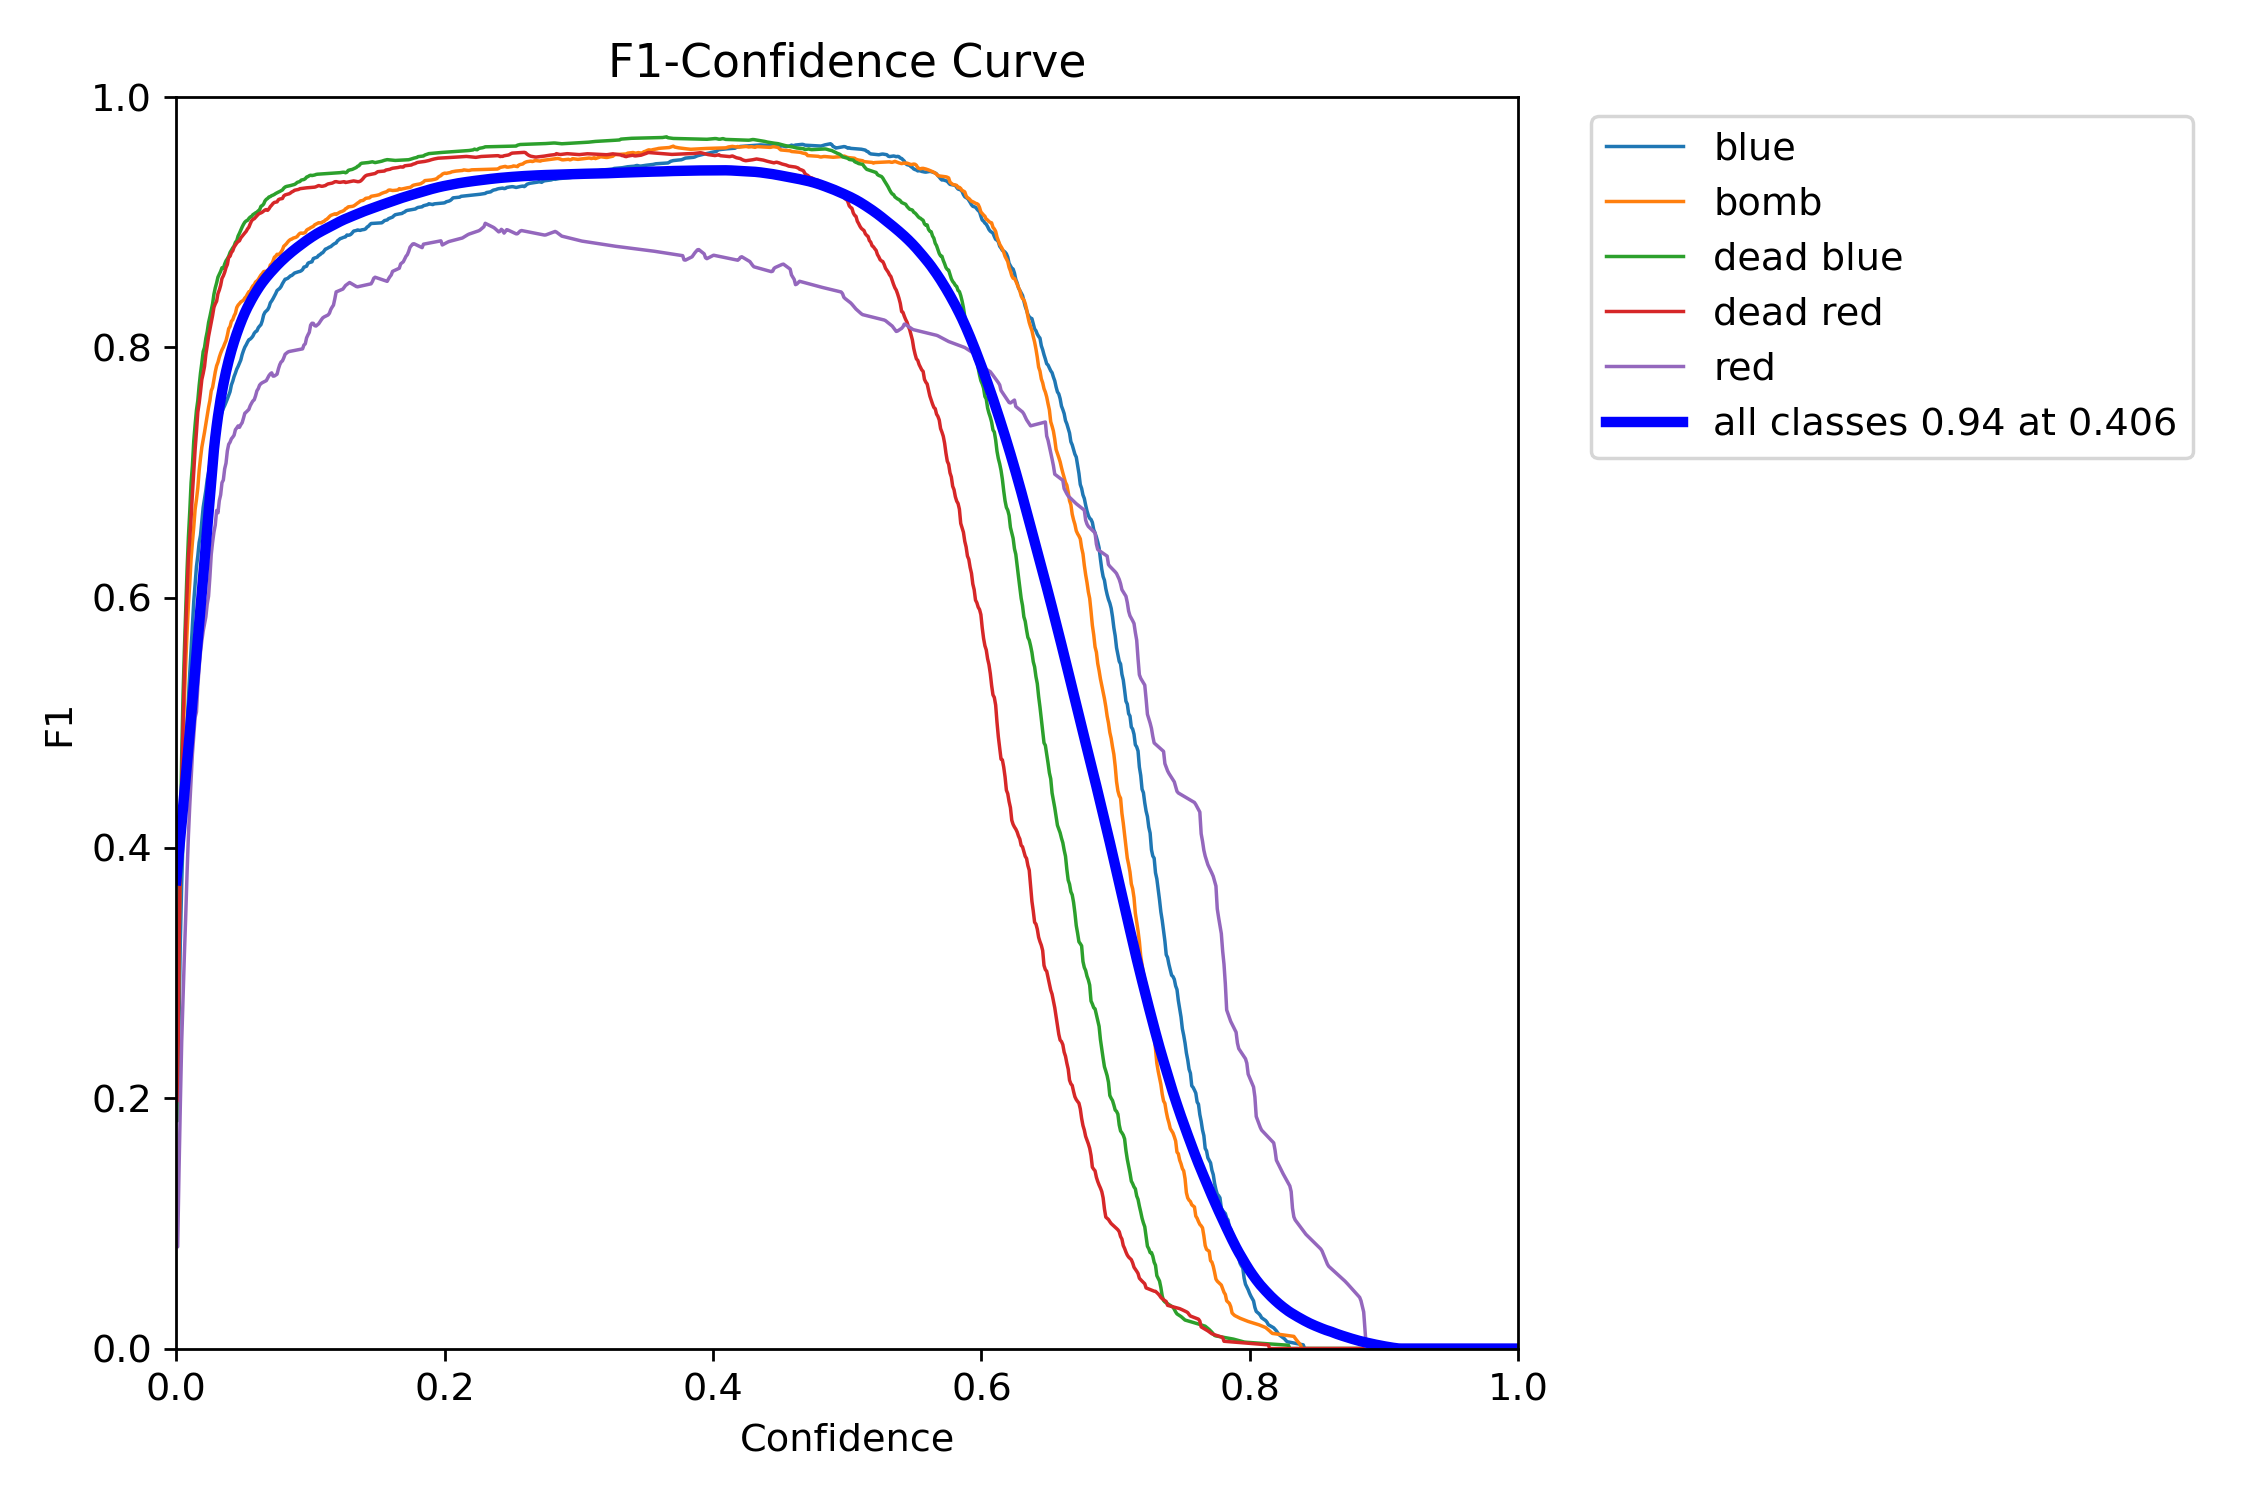 F1-Confidence Curve
1.0
0.8
0.6
0.4
0.2
0.0
F1
0.0 0.2 0.4 0.6 0.8 1.0
Confidence
blue
bomb
dead blue
dead red
red
all classes 0.94 at 0.406